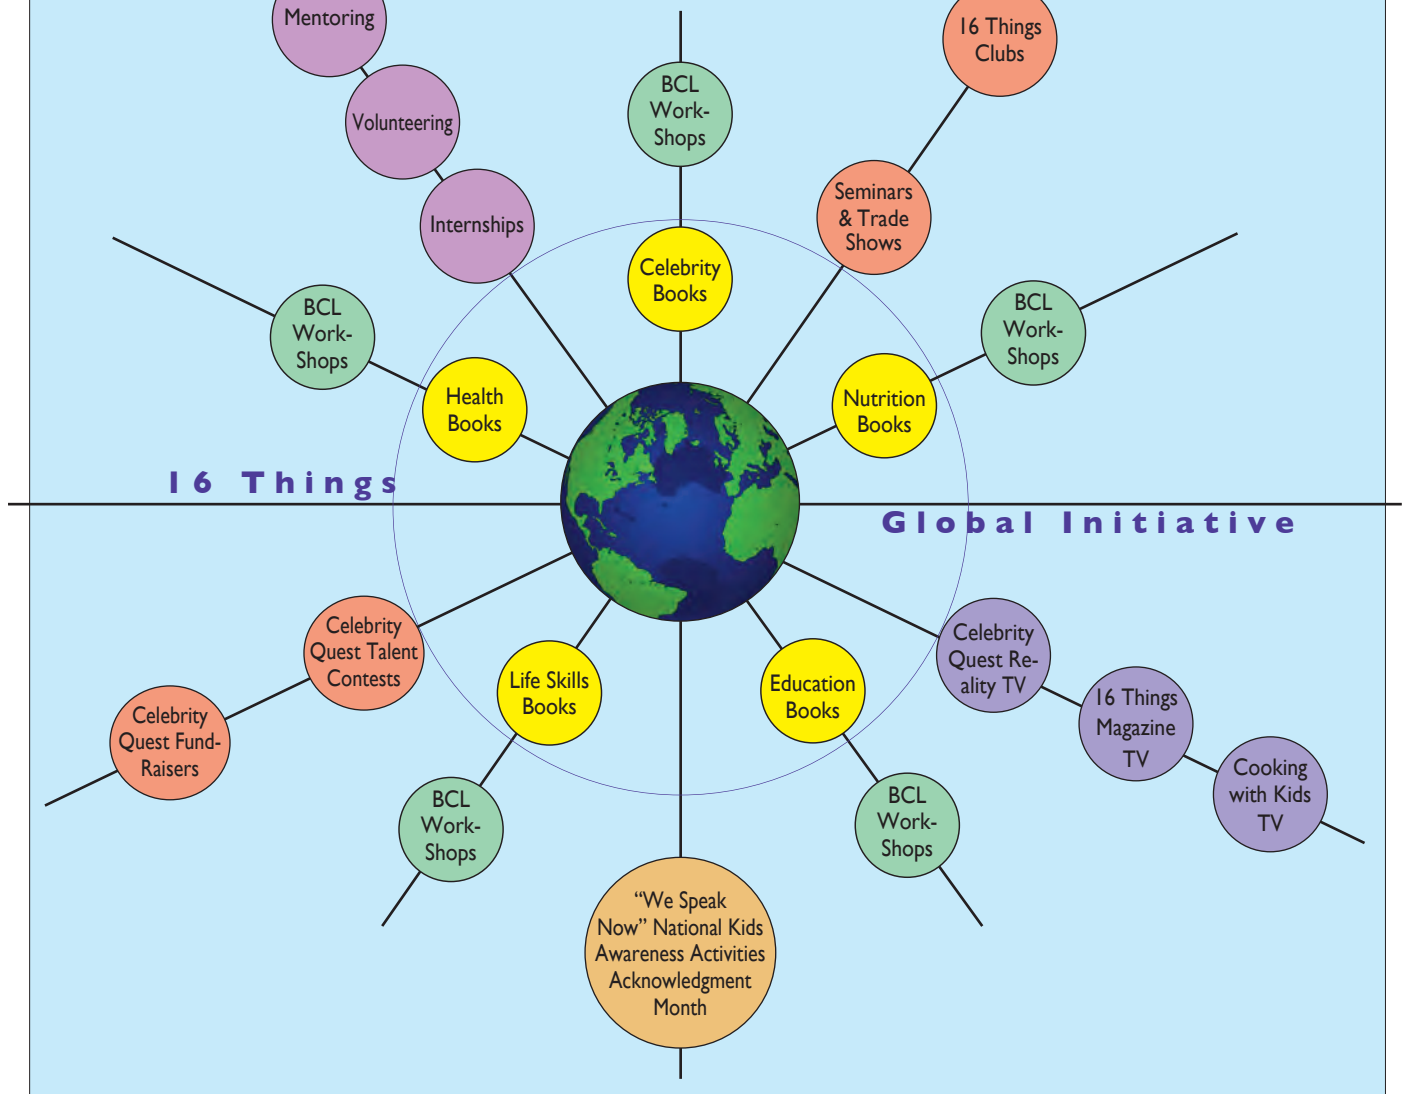 Mentoring
16 Things
Clubs
BCL
Work-
Shops
Volunteering
Seminars
& Trade
Shows
Internships
Celebrity
Books
BCL
Work-
Shops
BCL
Work-
Shops
Health
Books
Nutrition
Books
16 Things
Global Initiative
Celebrity
Quest Talent
Contests
Celebrity
Quest Re-
ality TV
Life Skills
Books
Education
Books
16 Things
Magazine
TV
Celebrity
Quest Fund-
Raisers
Cooking
with Kids
TV
BCL
Work-
Shops
BCL
Work-
Shops
“We Speak
Now” National Kids
Awareness Activities
Acknowledgment
Month